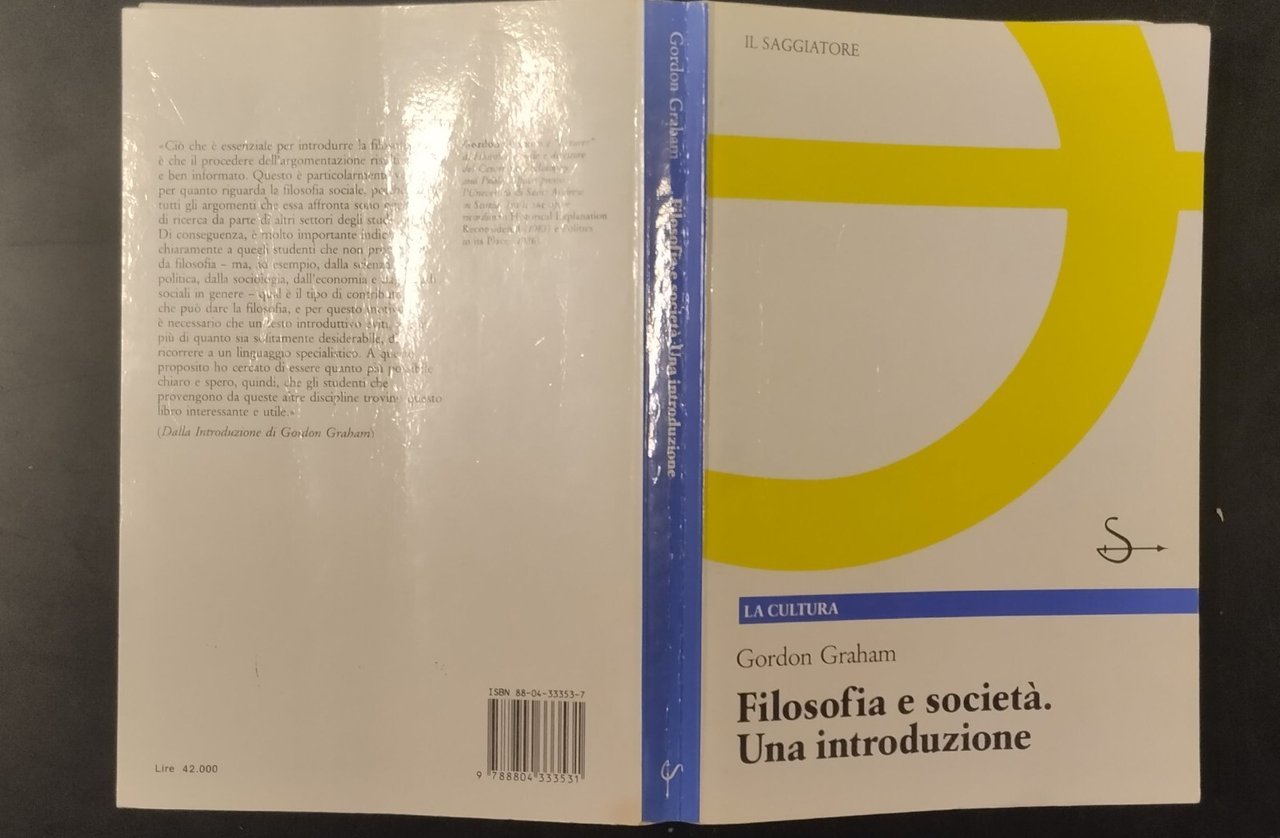 «Ciò che è essenziale per introdurre la
è che il procedere dell'argomentazione
e ben informato. Questo è particolarmente
per quanto riguarda la filosofia sociale,
tutti gli argomenti che essa affronta sono
di ricerca da parte di altri settori degli
Di conseguenza, è molto importante
chiaramente a quegli studenti che non
da filosofia – ma, ad esempio, dalla scienza
politica, dalla sociologia, dall'economia e
sociali in genere – qual è il tipo di
che può dare la filosofia, e per questo motivo
è necessario che un testo introduttivo eviti,
più di quanto sia solitamente desiderabile,
ricorrere a un linguaggio specialistico. A
proposito ho cercato di essere quanto più possibile
chiaro e spero, quindi, che gli studenti che
provengono da queste altre discipline trovino questo
libro interessante e utile.»
(Dalla Introduzione di Gordon Graham)
Historical Explanation
e Politics
in its Place
ISBN 88-04-33353-7
9 788804 333531
Lire 42.000
Gordon Graham Filosofia e società. Una introduzione
IL SAGGIATORE
LA CULTURA
Gordon Graham
Filosofia e società.
Una introduzione